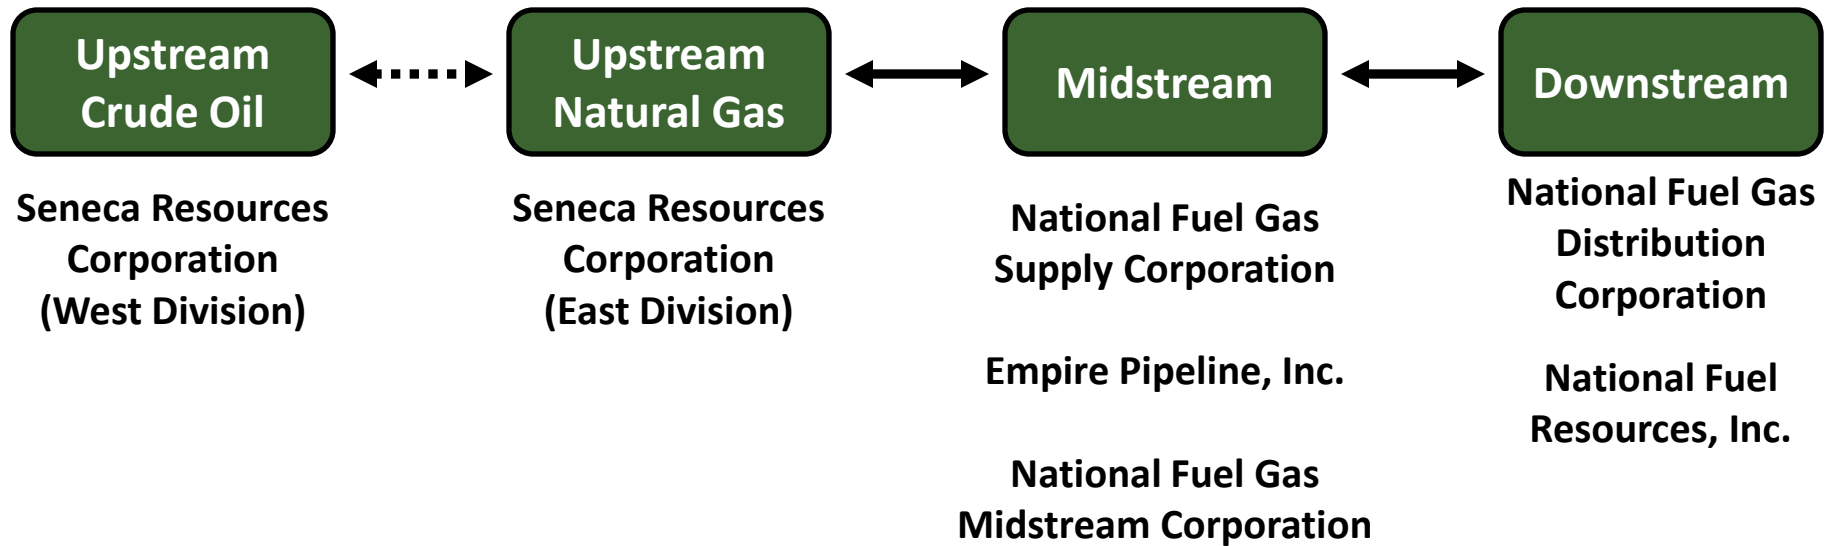 Upstream
Crude Oil
Upstream
Natural Gas
Midstream
Downstream
Seneca Resources
Corporation
(West Division)
Seneca Resources
Corporation
(East Division)
National Fuel Gas
Supply Corporation
Empire Pipeline, Inc.
National Fuel Gas
Midstream Corporation
National Fuel Gas
Distribution
Corporation
National Fuel
Resources, Inc.